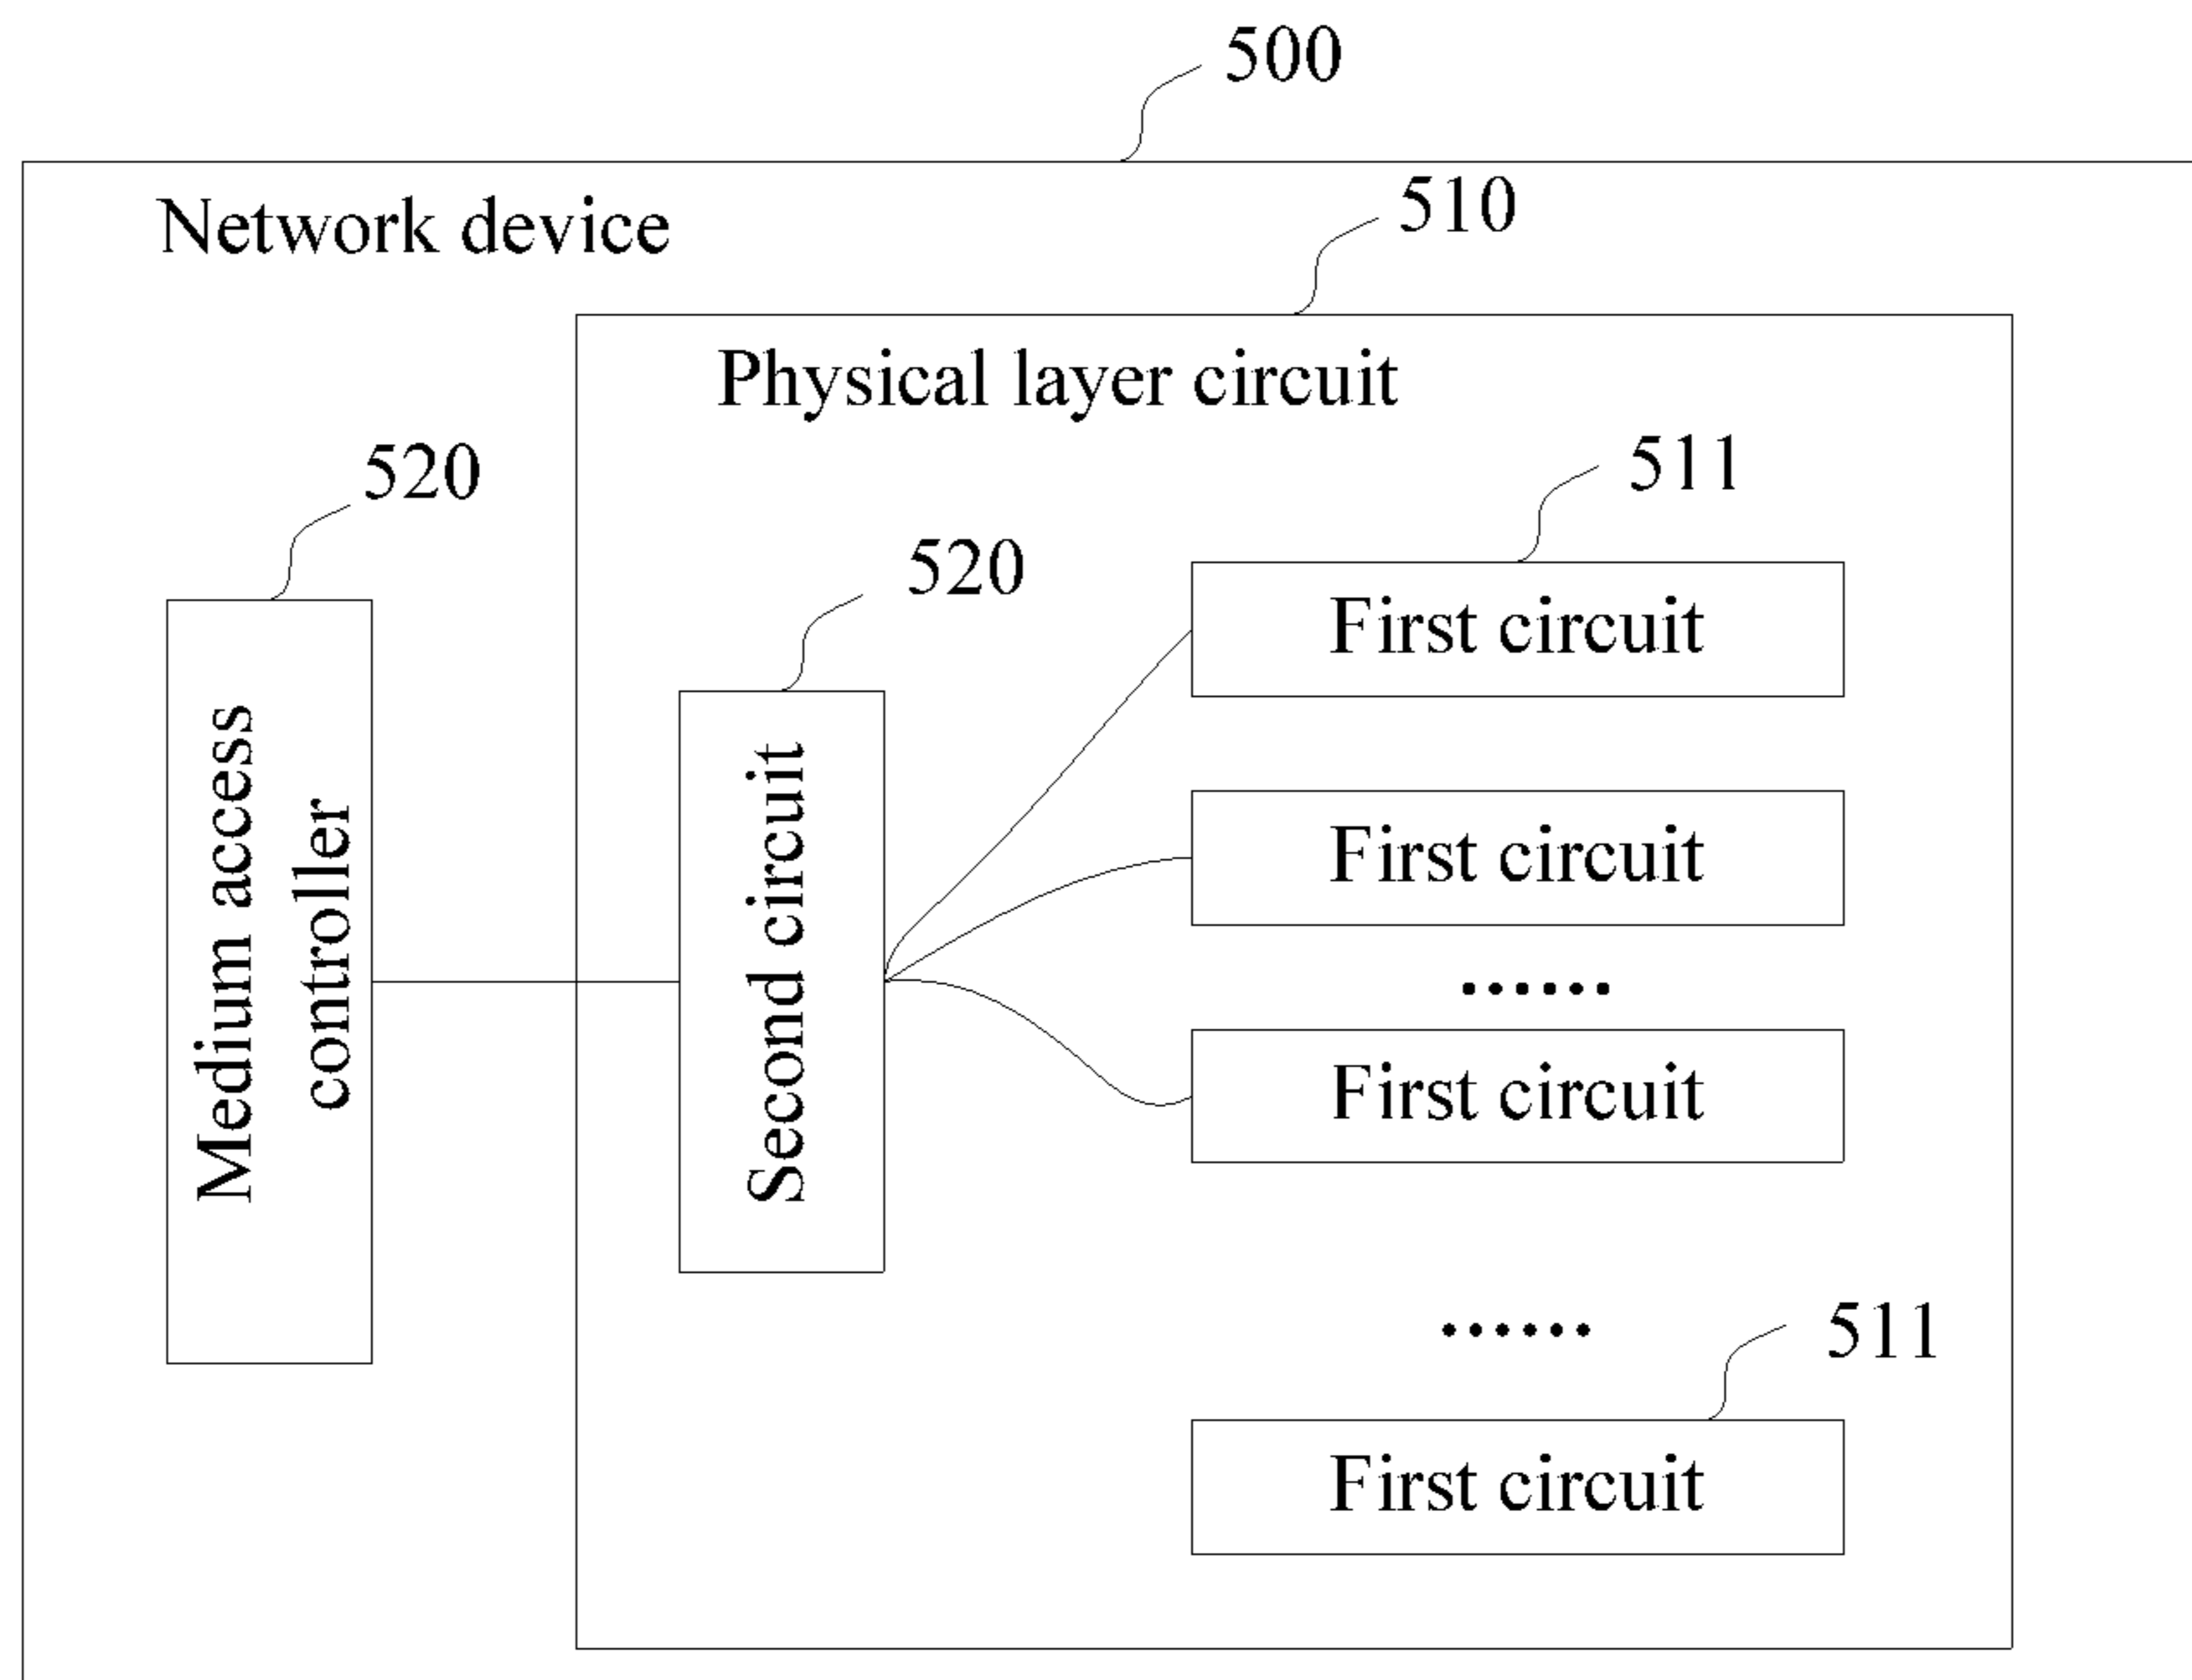 500
Network device
510
Physical layer circuit
520
511
520
First circuit
Medium access
controller
Second circuit
First circuit
......
First circuit
......
511
First circuit